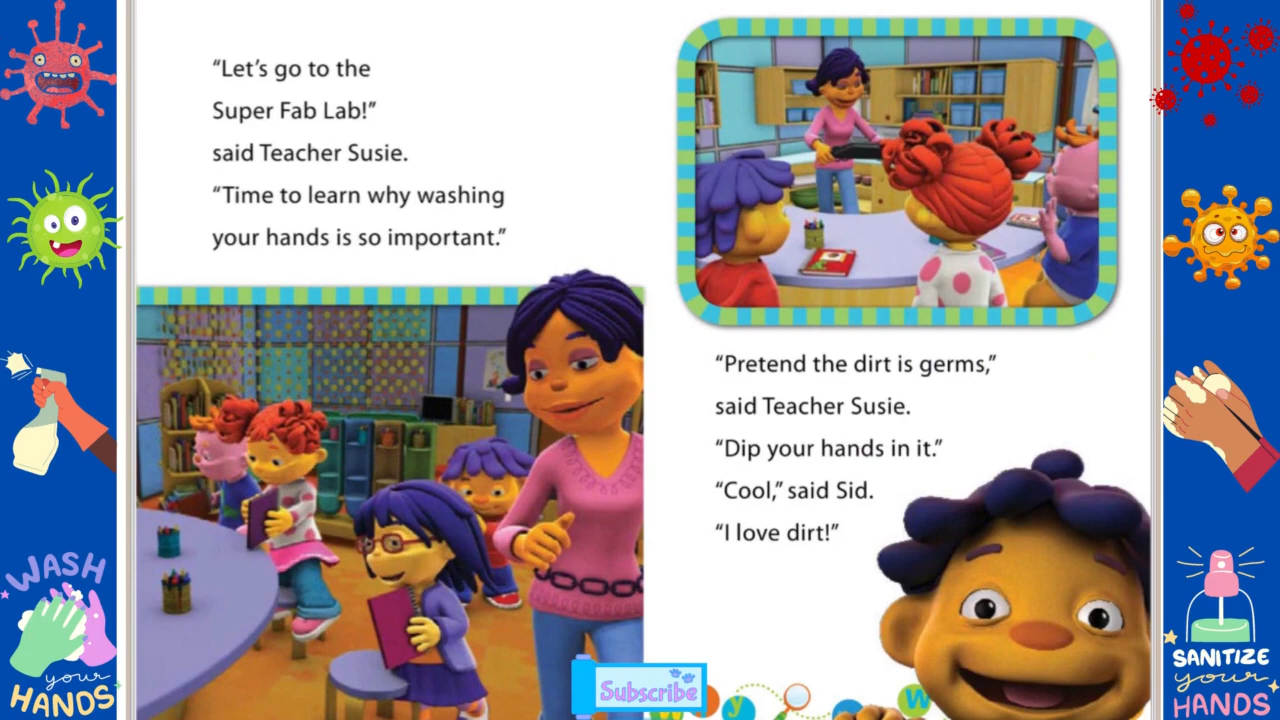 “Let’s go to the
Super Fab Lab!”
said Teacher Susie.
“Time to learn why washing
your hands is so important.”
“Pretend the dirt is germs,”
said Teacher Susie.
“Dip your hands in it.”
“Cool,” said Sid.
“I love dirt!”
WASH
your
HANDS
Subscribe
SANITIZE
your
HANDS